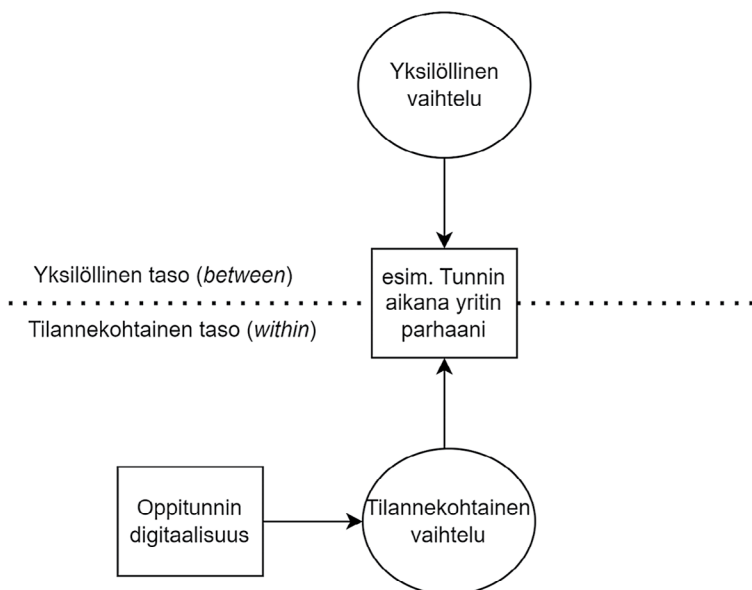 Yksilöllinen
vaihtelu
Yksilöllinen taso (between)
esim. Tunnin
aikana yritin
parhaani
Tilannekohtainen taso (within)
Oppitunnin
digitaalisuus
Tilannekohtainen
vaihtelu